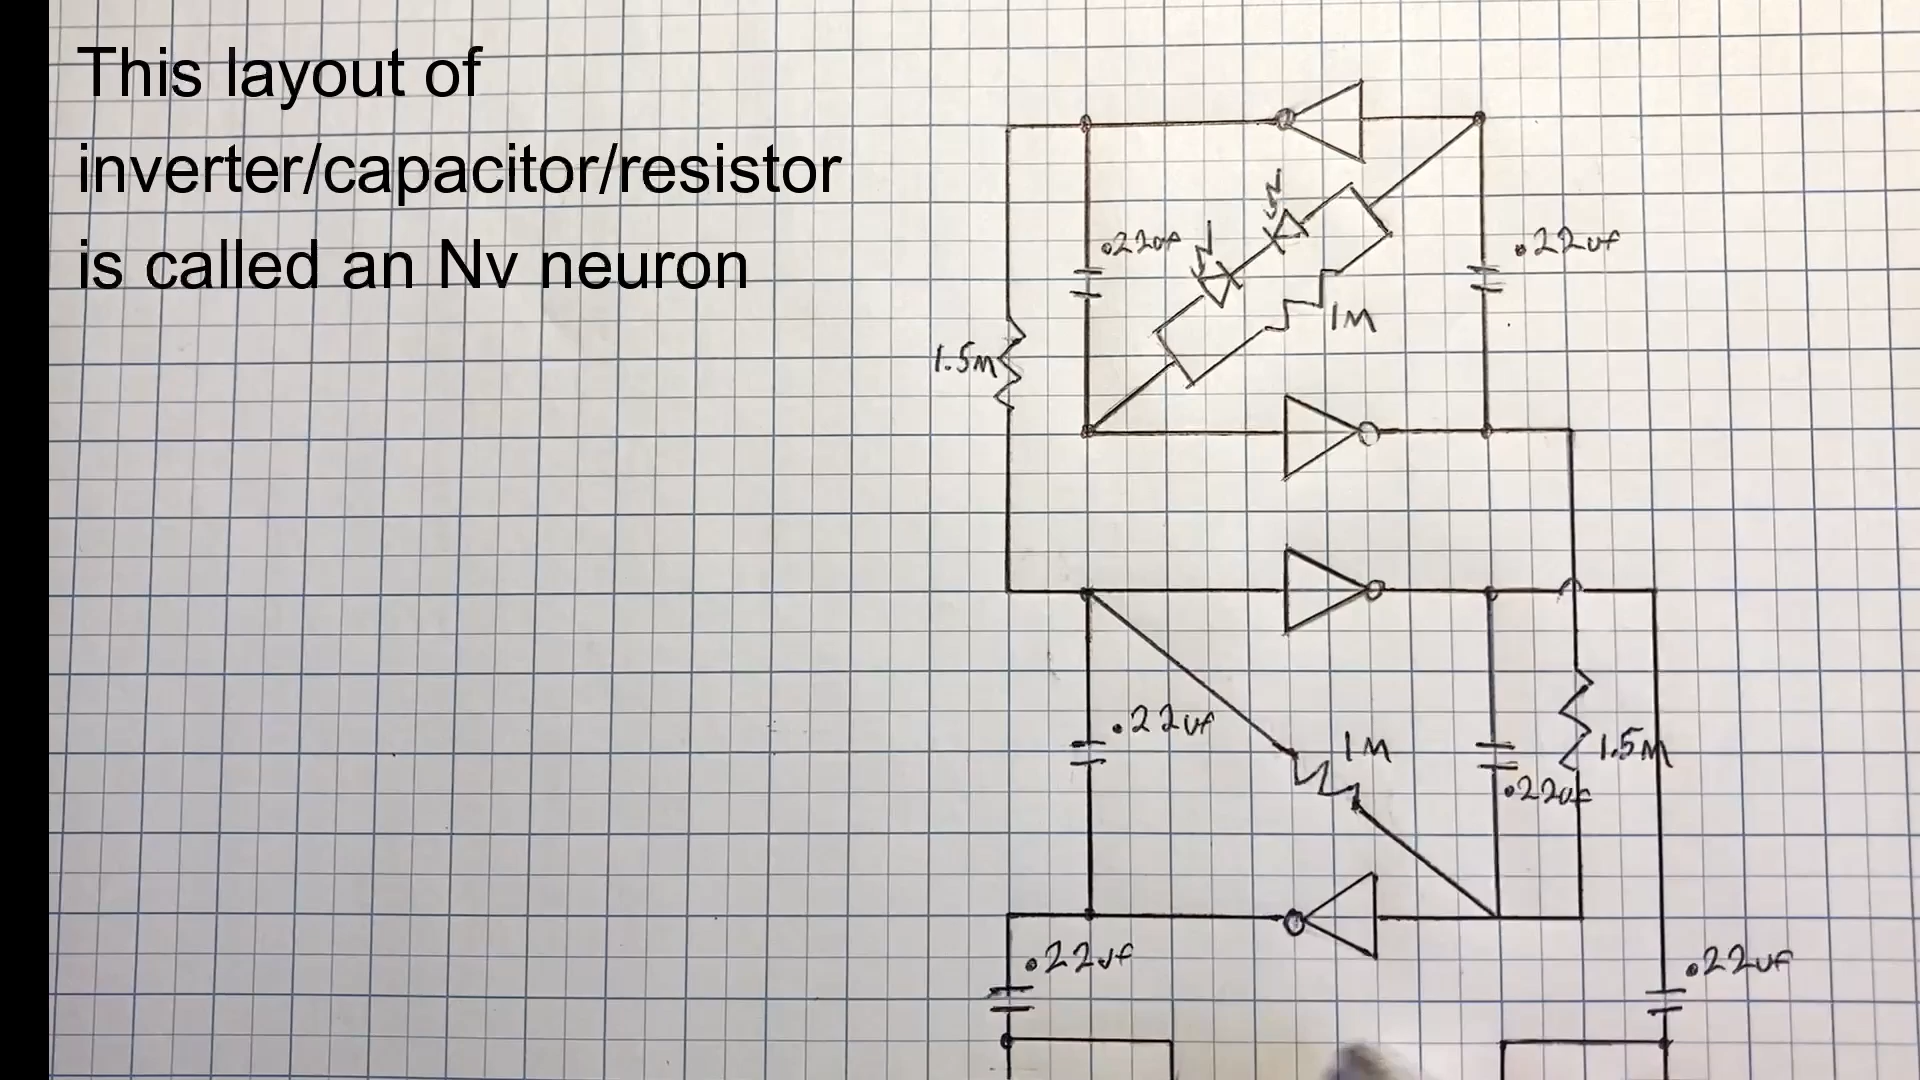 This layout of
inverter/capacitor/resistor
is called an Nv neuron
.22uf
.22uf
1M
1.5M
.22uf
1M
1.5M
.22uf
.22uf
.22uf